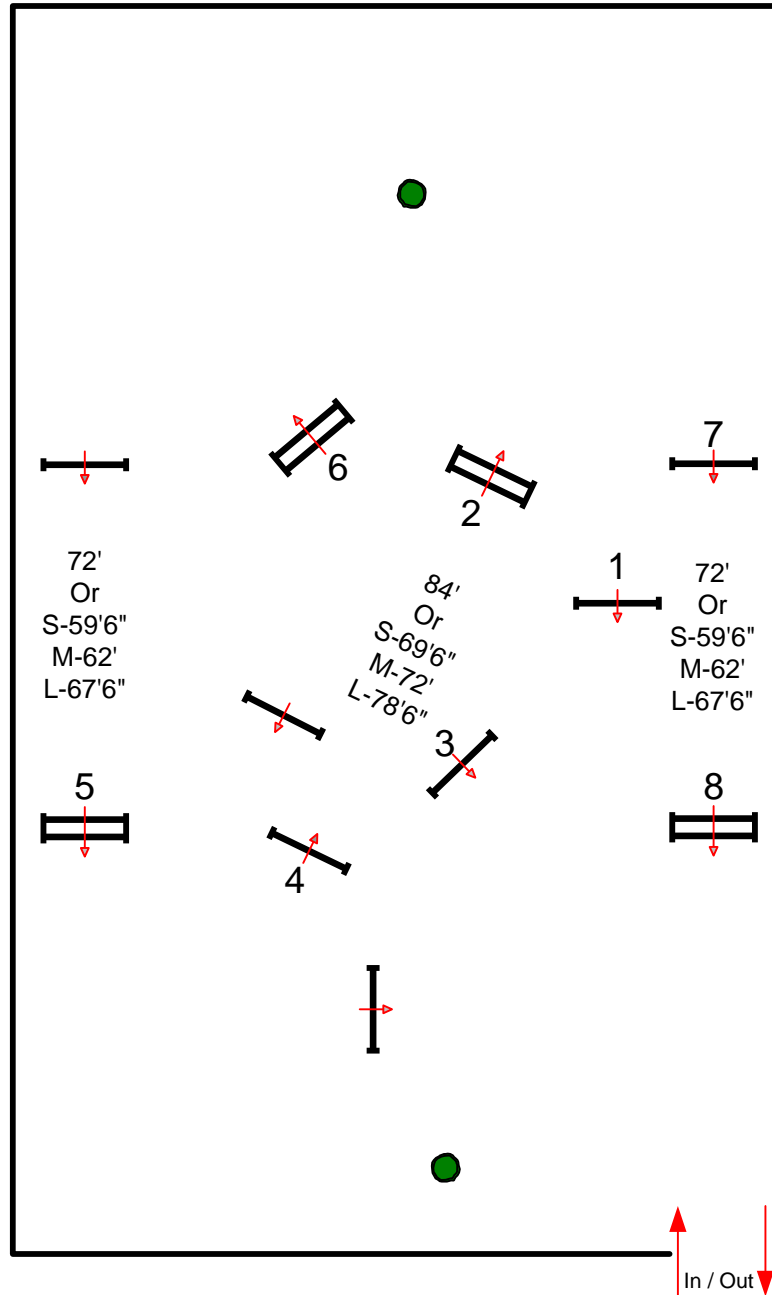 7
6
2
1
72'
Or
S-59'6"
M-62'
L-67'6"
84'
Or
S-69'6"
M-72'
L-78'6"
72'
Or
S-59'6"
M-62'
L-67'6"
3
5
8
4
In / Out